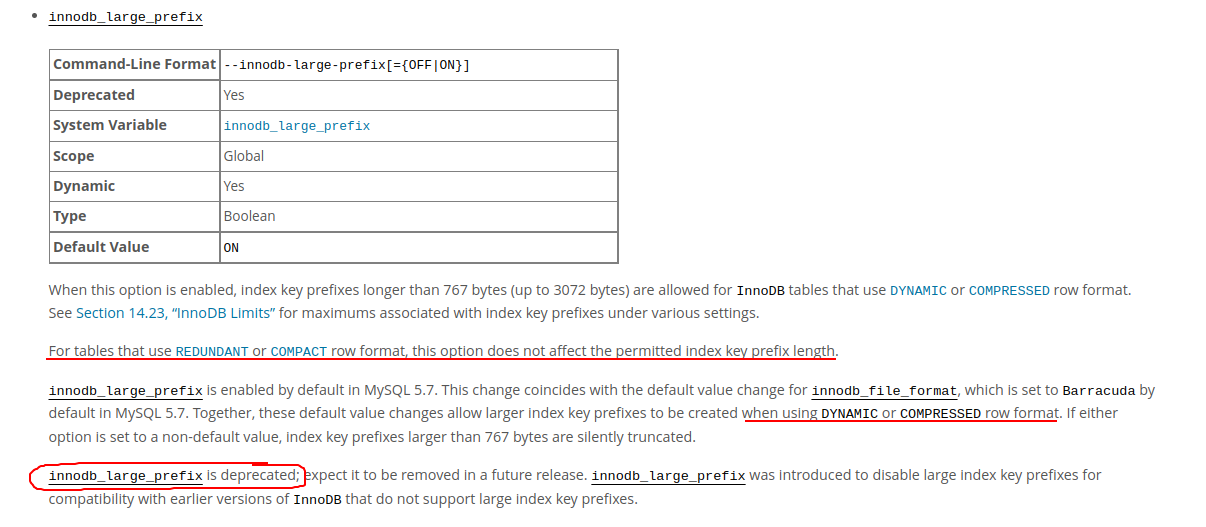 innodb_large_prefix
Command-Line Format --innodb-large-prefix[={OFF|ON}]
Deprecated Yes
System Variable innodb_large_prefix
Scope Global
Dynamic Yes
Type Boolean
Default Value ON
When this option is enabled, index key prefixes longer than 767 bytes (up to 3072 bytes) are allowed for InnoDB tables that use DYNAMIC or COMPRESSED row format.
See Section 14.23, “InnoDB Limits” for maximums associated with index key prefixes under various settings.
For tables that use REDUNDANT or COMPACT row format, this option does not affect the permitted index key prefix length.
innodb_large_prefix is enabled by default in MySQL 5.7. This change coincides with the default value change for innodb_file_format, which is set to Barracuda by
default in MySQL 5.7. Together, these default value changes allow larger index key prefixes to be created when using DYNAMIC or COMPRESSED row format. If either
option is set to a non-default value, index key prefixes larger than 767 bytes are silently truncated.
innodb_large_prefix is deprecated; expect it to be removed in a future release. innodb_large_prefix was introduced to disable large index key prefixes for
compatibility with earlier versions of InnoDB that do not support large index key prefixes.